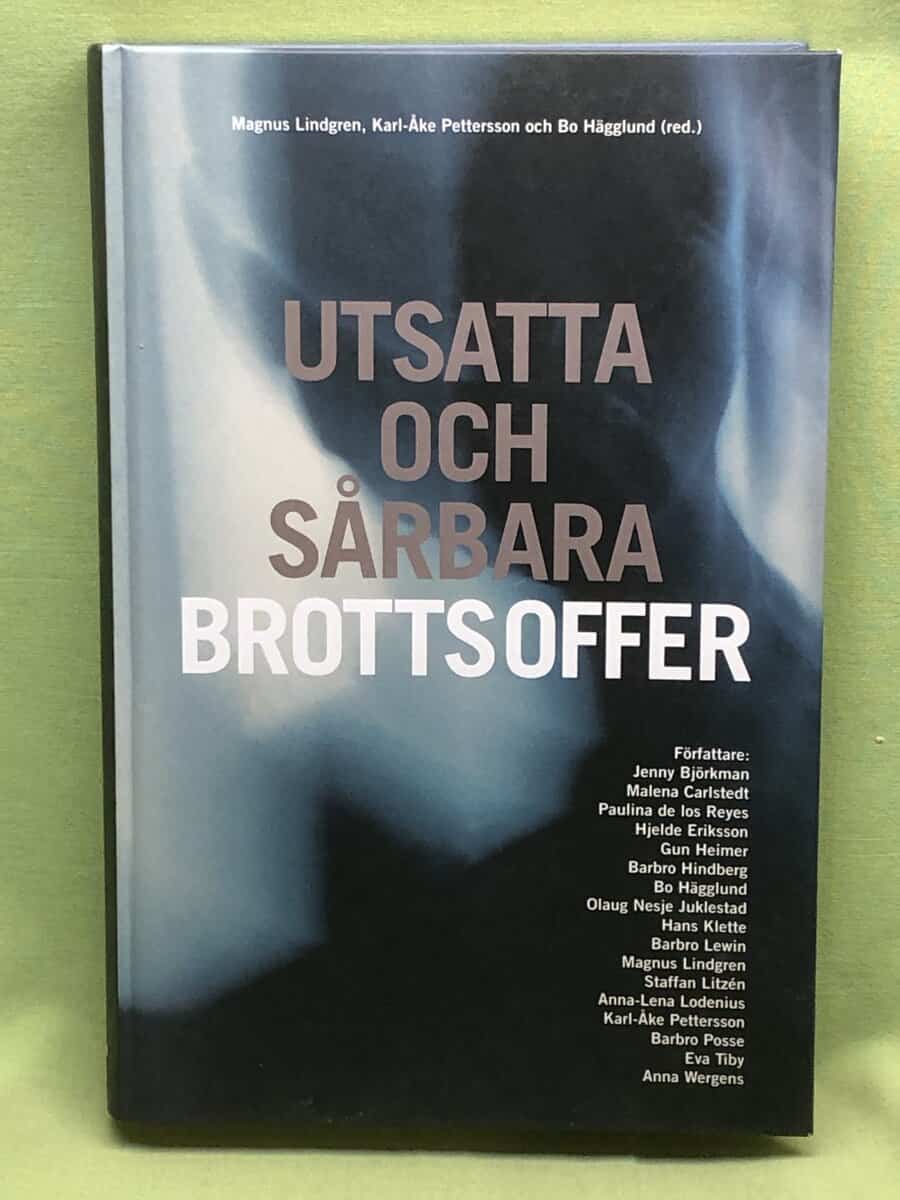 Magnus Lindgren, Karl-Åke Pettersson och Bo Hägglund (red.)
UTSATTA
OCH
SÅRBARA
BROTTSOFFER
Författare:
Jenny Björkman
Malena Carlstedt
Paulina de los Reyes
Hjelde Eriksson
Gun Heimer
Barbro Hindberg
Bo Hägglund
Olaug Nesje Juklestad
Hans Klette
Barbro Lewin
Magnus Lindgren
Staffan Litzén
Anna-Lena Lodenius
Karl-Åke Pettersson
Barbro Posse
Eva Tiby
Anna Wergens